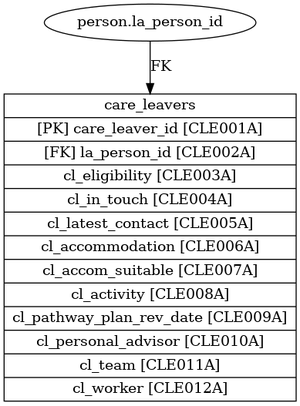 person.la_person_id
FK
care_leavers
[PK] care_leaver_id [CLE001A]
[FK] la_person_id [CLE002A]
cl_eligibility [CLE003A]
cl_in_touch [CLE004A]
cl_latest_contact [CLE005A]
cl_accommodation [CLE006A]
cl_accom_suitable [CLE007A]
cl_activity [CLE008A]
cl_pathway_plan_rev_date [CLE009A]
cl_personal_advisor [CLE010A]
cl_team [CLE011A]
cl_worker [CLE012A]